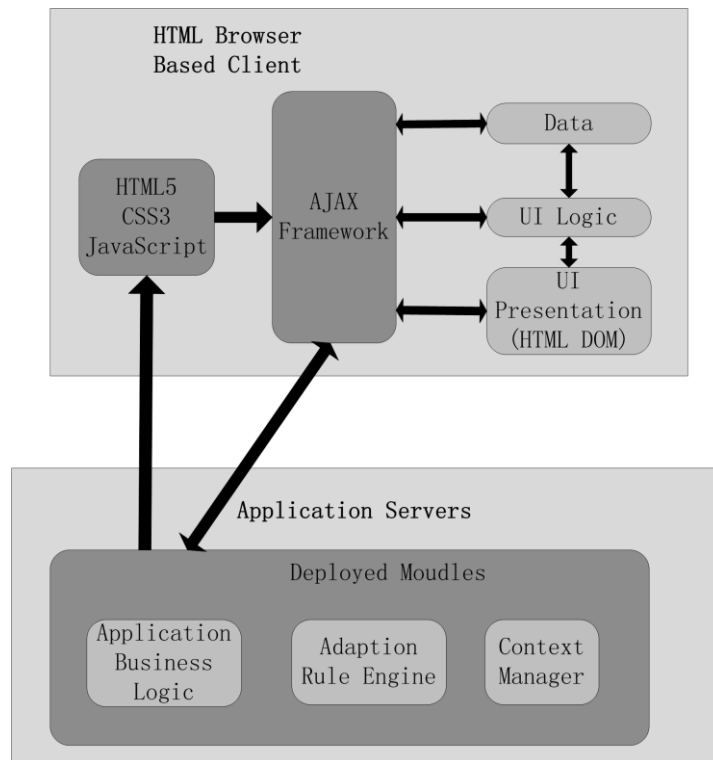 HTML Browser
Based Client
HTML5
CSS3
JavaScript
AJAX
Framework
Data
UI Logic
UI
Presentation
(HTML DOM)
Application Servers
Deployed Moudles
Application
Business
Logic
Adaption
Rule Engine
Context
Manager